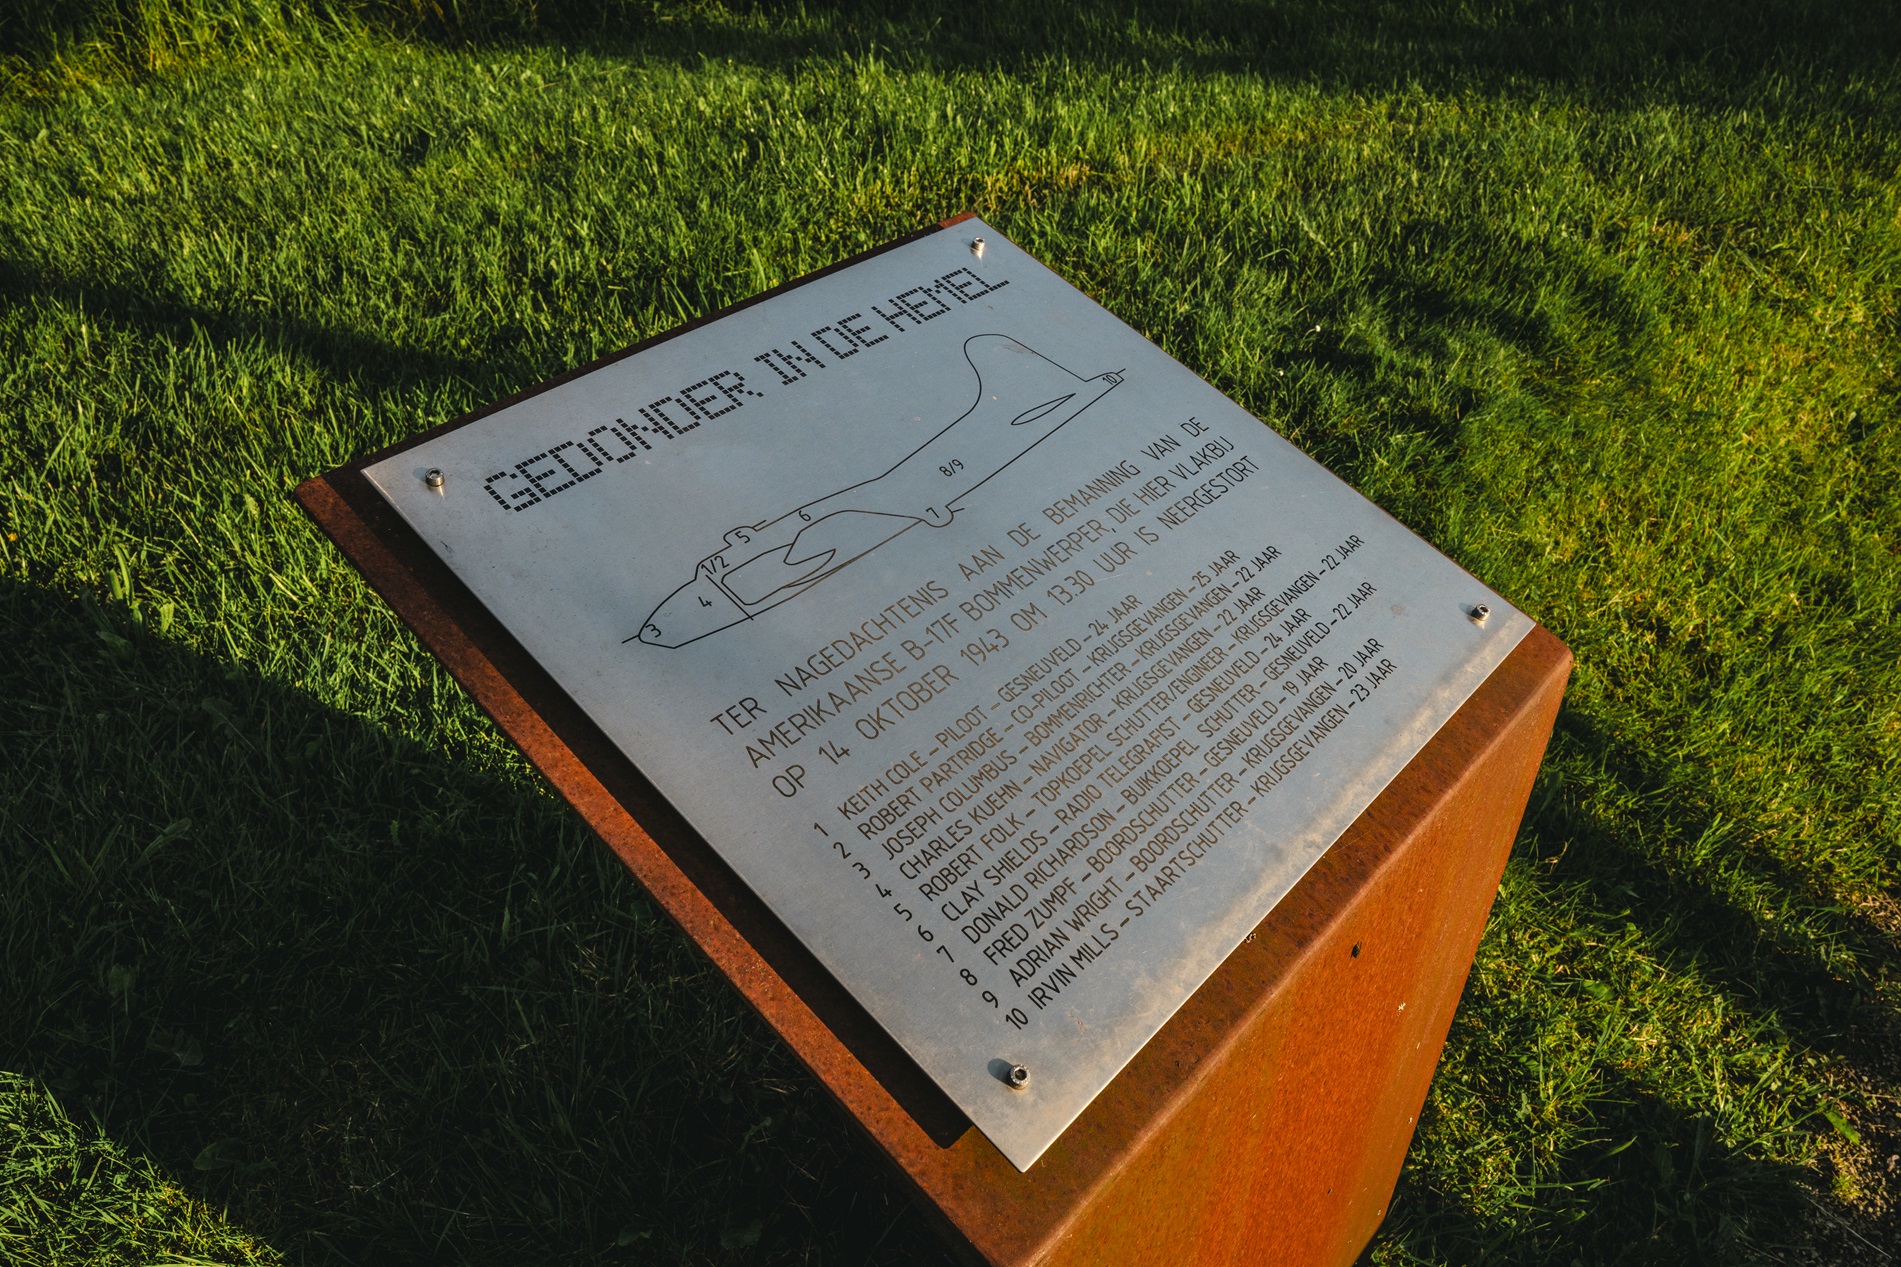 GEDONDER IN DE HEMEL
10
8/9
7
6
5
1/2
4
3
TER NAGEDACHTENIS AAN DE BEMANNING VAN DE
AMERIKAANSE B-17F BOMMENWERPER, DIE HIER VLAKBIJ
OP 14 OKTOBER 1943 OM 13.30 UUR IS NEERGESTORT
1 KEITH COLE – PILOOT – GESNEUVELD – 24 JAAR
2 ROBERT PARTRIDGE – CO-PILOOT – KRIJGSGEVANGEN – 25 JAAR
3 JOSEPH COLUMBUS – BOMMENRICHTER – KRIJGSGEVANGEN – 22 JAAR
4 CHARLES KUEHN – NAVIGATOR – KRIJGSGEVANGEN – 22 JAAR
5 ROBERT FOLK – TOPKOEPEL SCHUTTER/ENGINEER – KRIJGSGEVANGEN – 22 JAAR
6 CLAY SHIELDS – RADIO TELEGRAFIST – GESNEUVELD – 24 JAAR
7 DONALD RICHARDSON – BUIKKOEPEL SCHUTTER – GESNEUVELD – 22 JAAR
8 FRED ZUMPF – BOORDSCHUTTER – GESNEUVELD – 19 JAAR
9 ADRIAN WRIGHT – BOORDSCHUTTER – KRIJGSGEVANGEN – 20 JAAR
10 IRVIN MILLS – STAARTSCHUTTER – KRIJGSGEVANGEN – 23 JAAR